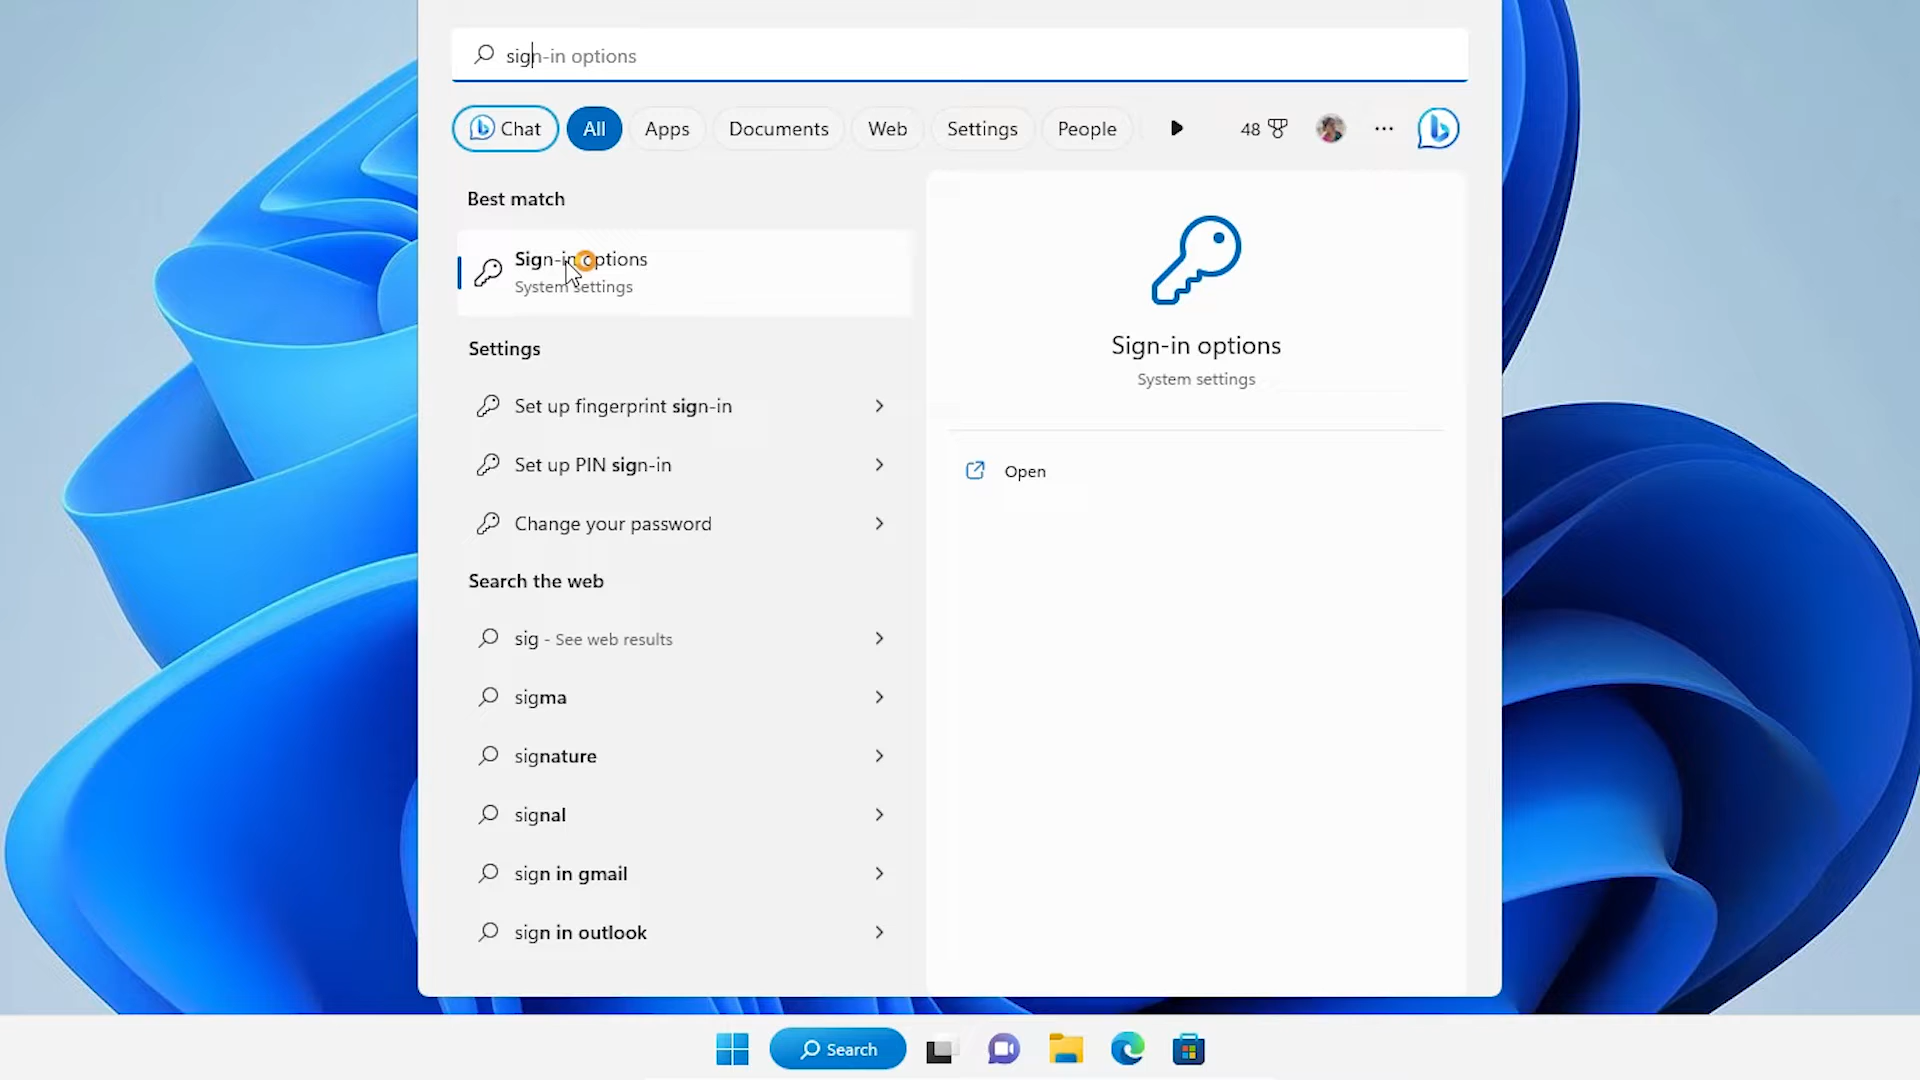 sign-in options
Chat All Apps Documents Web Settings People 48
Best match
Sign-in options
System settings
Settings
Set up fingerprint sign-in
Set up PIN sign-in
Change your password
Search the web
sig - See web results
sigma
signature
signal
sign in gmail
sign in outlook
Sign-in options
System settings
Open
Search